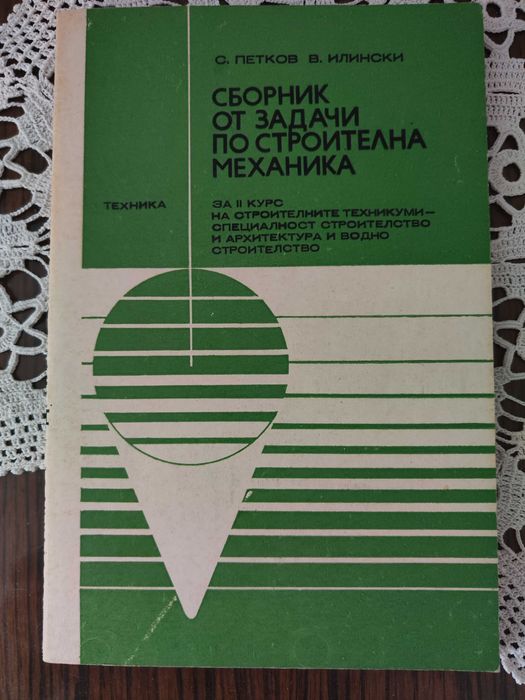 С. ПЕТКОВ В. ИЛИНСКИ
СБОРНИК
ОТ ЗАДАЧИ
ПО СТРОИТЕЛНА
МЕХАНИКА
ТЕХНИКА
ЗА II КУРС
НА СТРОИТЕЛНИТЕ ТЕХНИКУМИ—
СПЕЦИАЛНОСТ СТРОИТЕЛСТВО
И АРХИТЕКТУРА И ВОДНО
СТРОИТЕЛСТВО